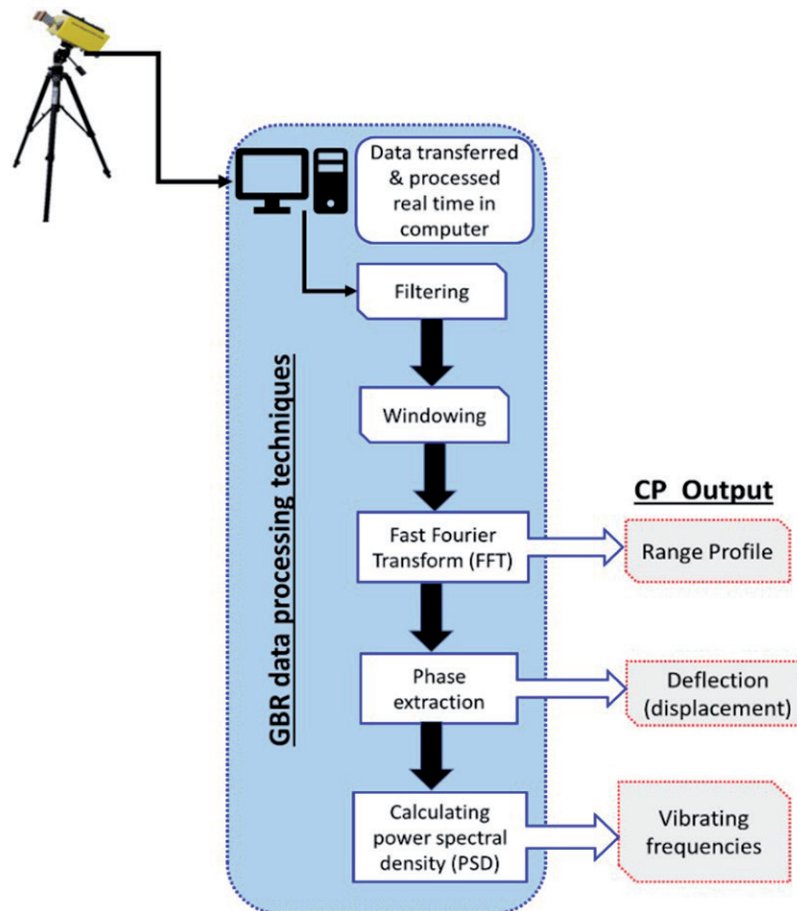 Data transferred
& processed
real time in
computer
Filtering
Windowing
Fast Fourier
Transform (FFT)
Phase
extraction
Calculating
power spectral
density (PSD)
GBR data processing techniques
CP Output
Range Profile
Deflection
(displacement)
Vibrating
frequencies